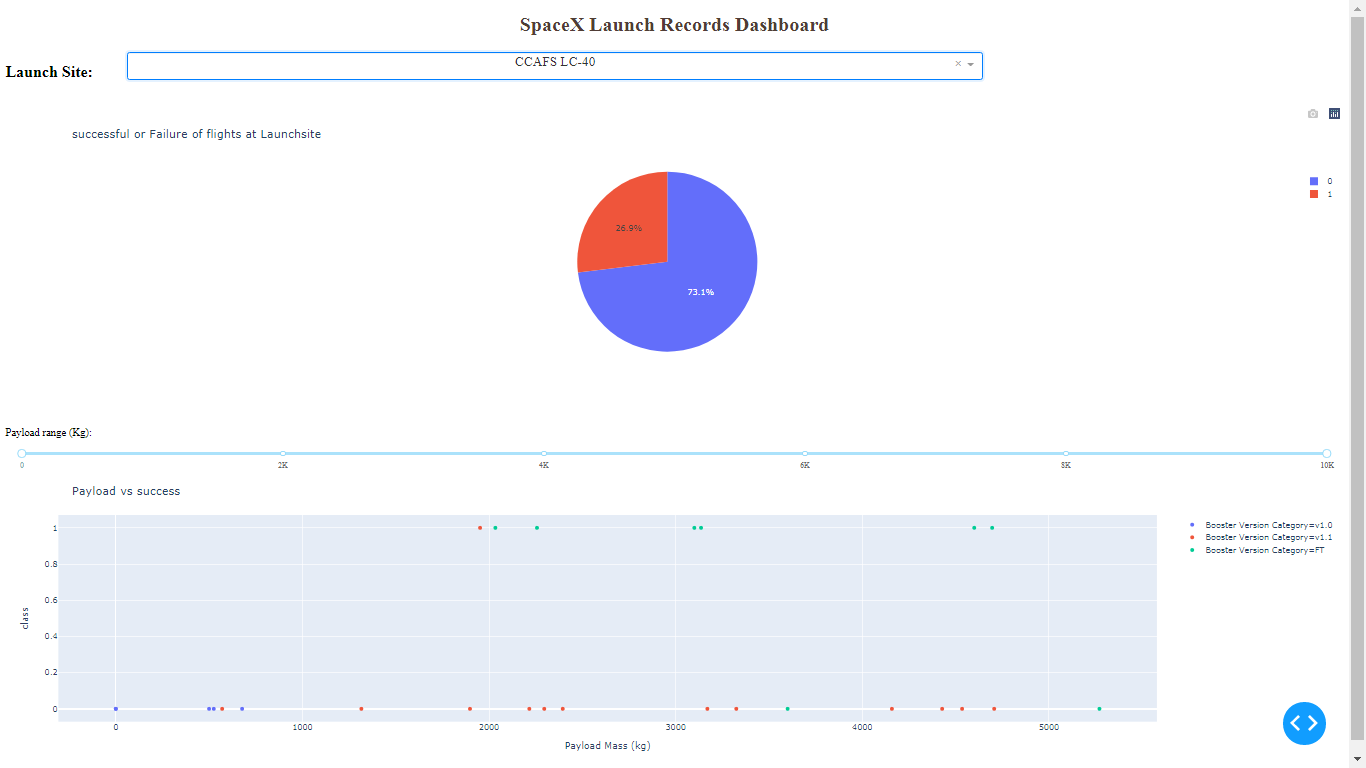 SpaceX Launch Records Dashboard
Launch Site:
CCAFS LC-40
× 
successful or Failure of flights at Launchsite
0
1
26.9%
73.1%
Payload range (Kg):
0 2K 4K 6K 8K 10K
Payload vs success
Booster Version Category=v1.0
Booster Version Category=v1.1
Booster Version Category=FT
1
0.8
0.6
0.4
0.2
0
class
0 1000 2000 3000 4000 5000
Payload Mass (kg)